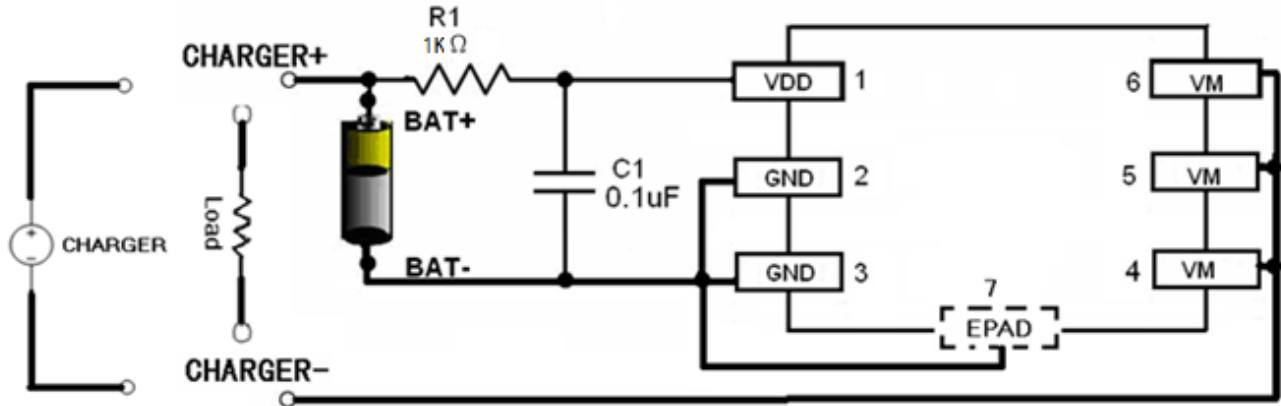 R1
1KΩ
CHARGER+
VDD 1
6 VM
BAT+
C1
0.1uF
GND 2
5 VM
Load
+
-
CHARGER
BAT-
GND 3
4 VM
7
EPAD
CHARGER-